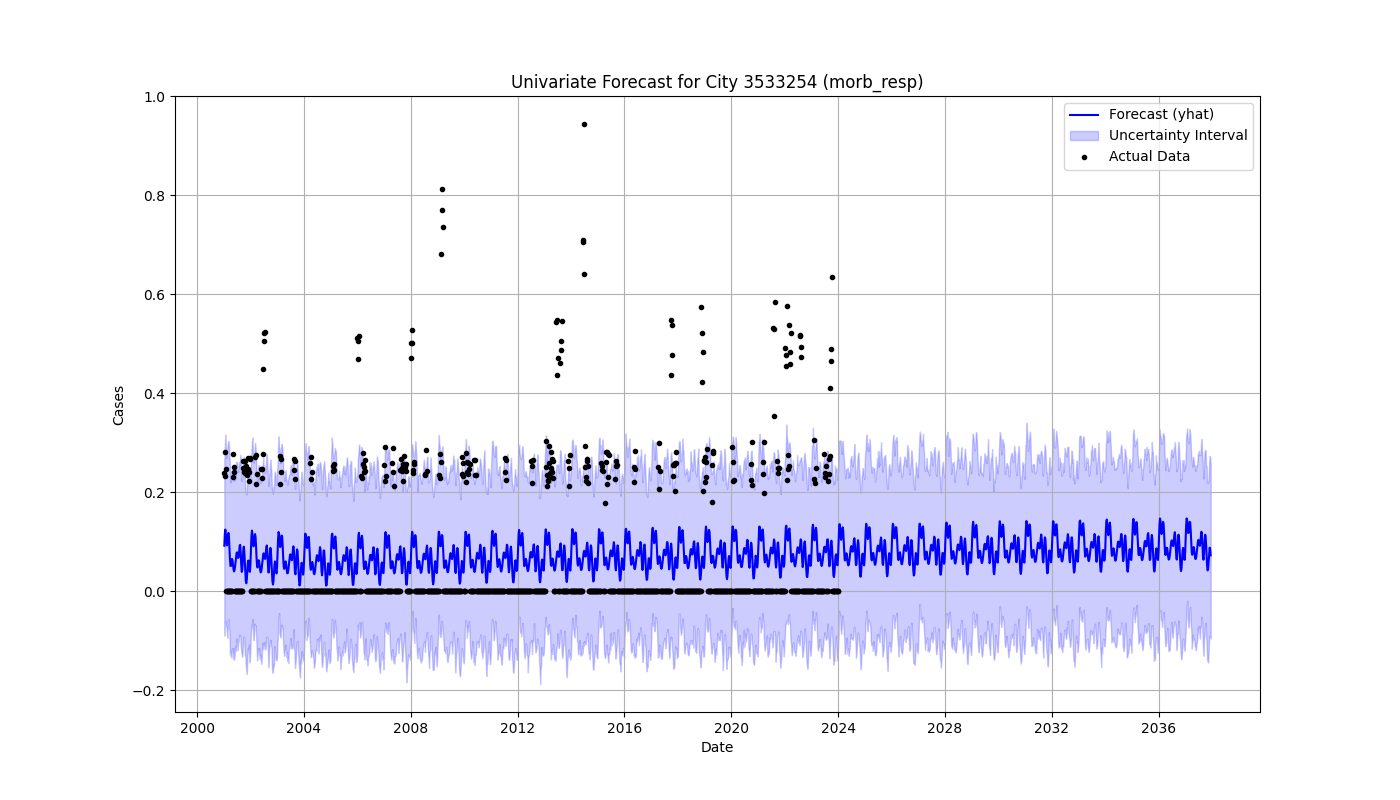 Univariate Forecast for City 3533254 (morb_resp)
Forecast (yhat)
Uncertainty Interval
Actual Data
Cases
1.0
0.8
0.6
0.4
0.2
0.0
−0.2
2000 2004 2008 2012 2016 2020 2024 2028 2032 2036
Date